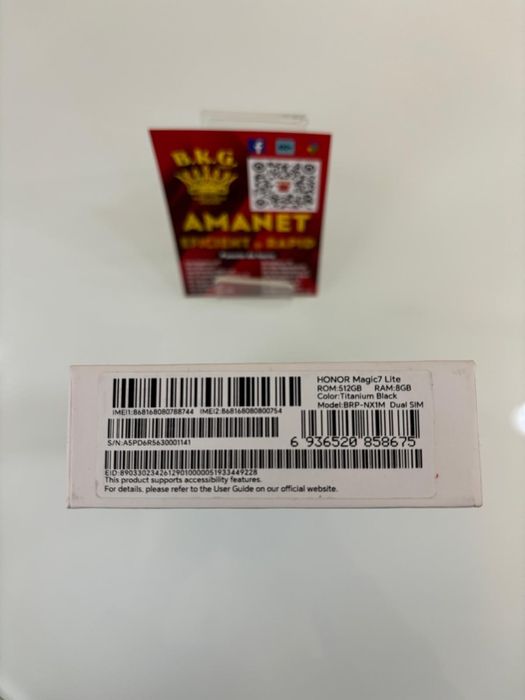 B.K.G.
AMANET
EFICIENT & RAPID
HONOR Magic7 Lite
ROM:512GB RAM:8GB
Color:Titanium Black
Model:BRP-NX1M Dual SIM
IMEI1:868168080788744 IMEI2:868168080800754
S/N:A5PD6R5630001141
6 936520 858675
EID:89033023426129010000051933449228
This product supports accessibility features.
For details, please refer to the User Guide on our official website.